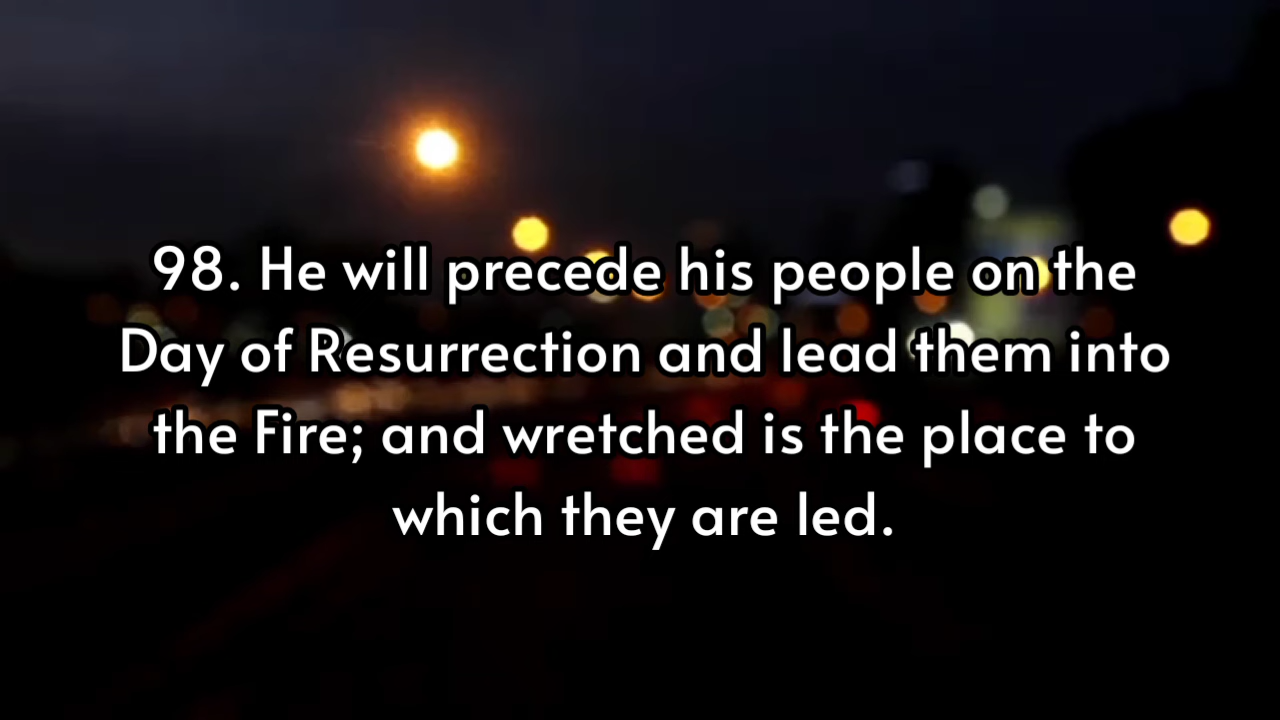 98. He will precede his people on the
Day of Resurrection and lead them into
the Fire; and wretched is the place to
which they are led.